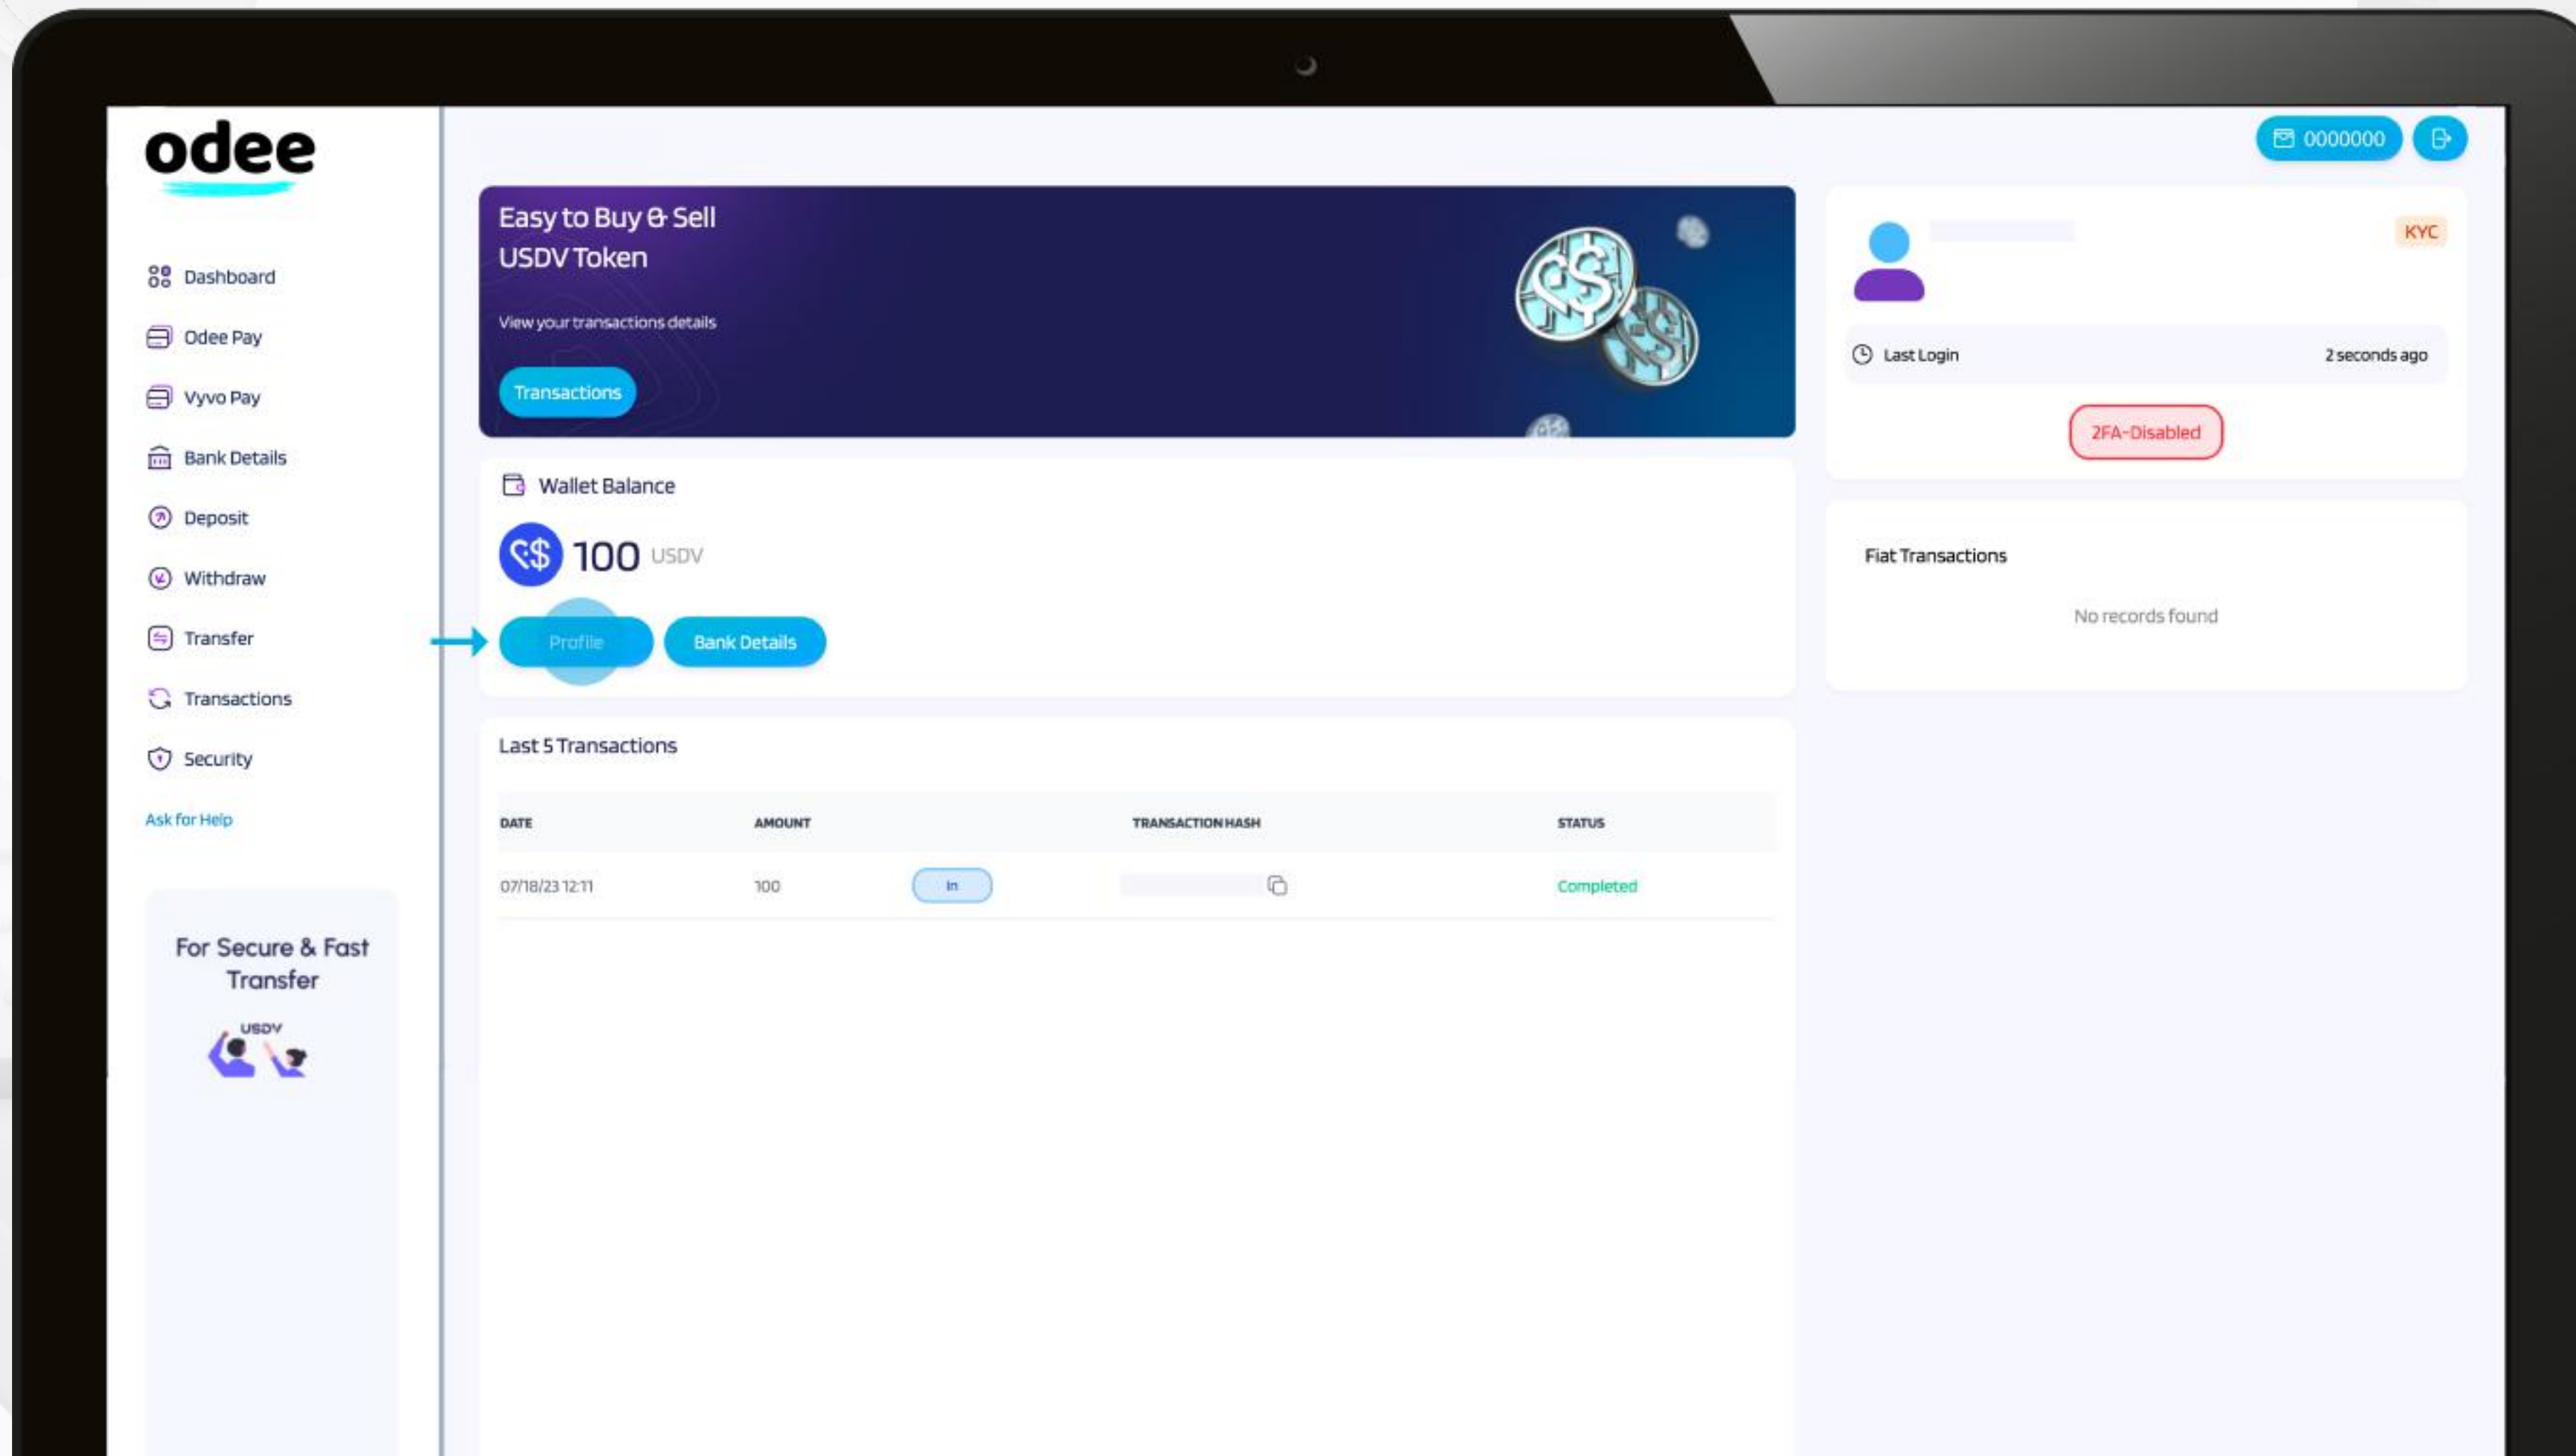 odee
Dashboard
Odee Pay
Vyvo Pay
Bank Details
Deposit
Withdraw
Transfer
Transactions
Security
Ask for Help
For Secure & Fast
Transfer
USDV
0000000
Easy to Buy & Sell
USDV Token
View your transactions details
Transactions
Wallet Balance
100 USDV
Profile
Bank Details
Last 5 Transactions
DATE AMOUNT TRANSACTION HASH STATUS
07/18/23 12:11 100 In Completed
KYC
Last Login 2 seconds ago
2FA-Disabled
Fiat Transactions
No records found